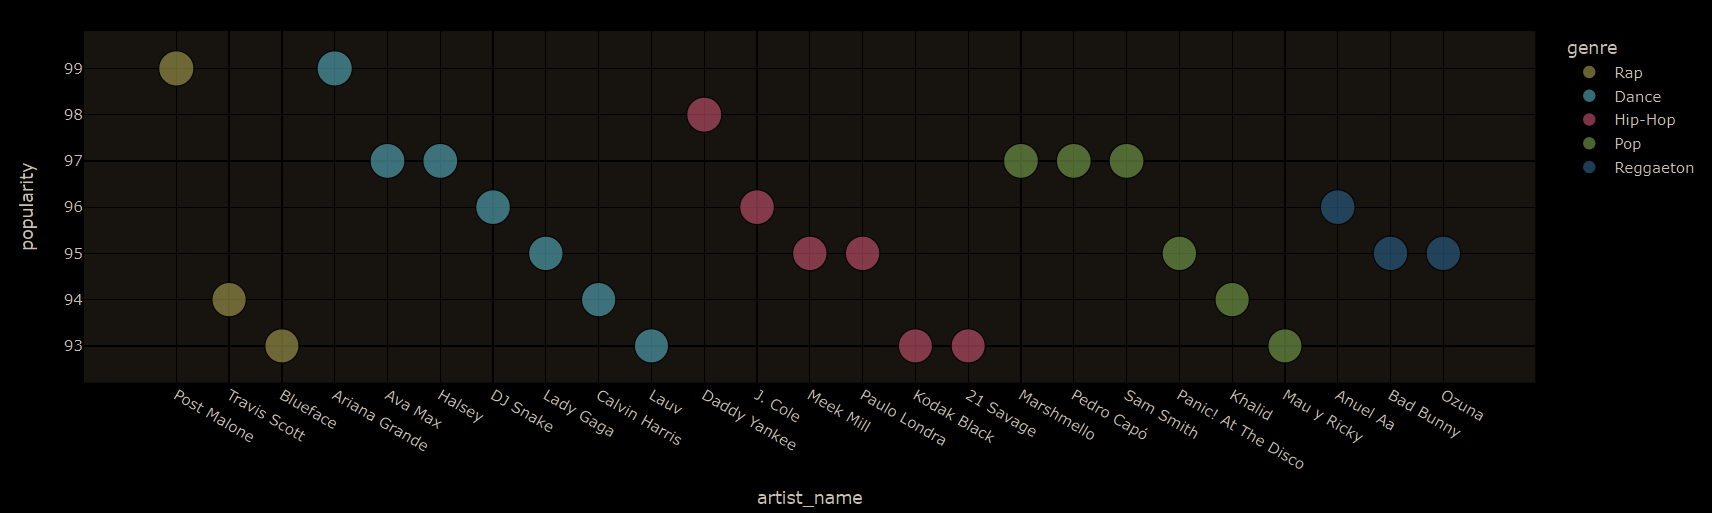 genre
Rap
Dance
Hip-Hop
Pop
Reggaeton
popularity
99
98
97
96
95
94
93
Post Malone
Travis Scott
Blueface
Ariana Grande
Ava Max
Halsey
DJ Snake
Lady Gaga
Calvin Harris
Lauv
Daddy Yankee
J. Cole
Meek Mill
Paulo Londra
Kodak Black
21 Savage
Marshmello
Pedro Capó
Sam Smith
Panic! At The Disco
Khalid
Mau y Ricky
Anuel Aa
Bad Bunny
Ozuna
artist_name